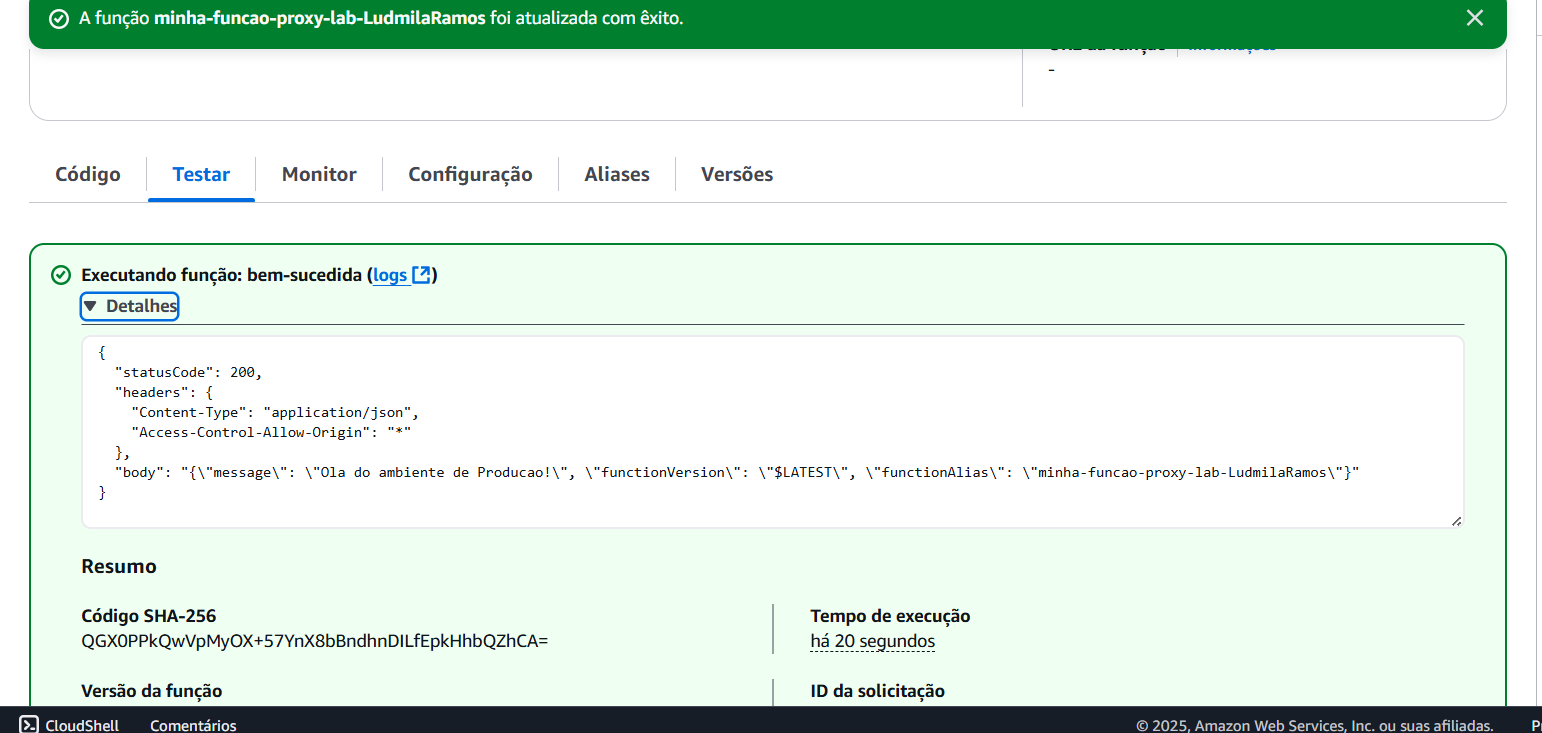 A função minha-funcao-proxy-lab-LudmilaRamos foi atualizada com êxito.
-
Código Testar Monitor Configuração Aliases Versões
Executando função: bem-sucedida (logs)
Detalhes
{
"statusCode": 200,
"headers": {
"Content-Type": "application/json",
"Access-Control-Allow-Origin": "*"
},
"body": "{\"message\": \"Ola do ambiente de Producao!\", \"functionVersion\": \"$LATEST\", \"functionAlias\": \"minha-funcao-proxy-lab-LudmilaRamos\"}"
}
Resumo
Código SHA-256
QGX0PPkQwVpMyOX+57YnX8bBndhnDILfEpkHhbQZhCA=
Tempo de execução
há 20 segundos
Versão da função
ID da solicitação
CloudShell Comentários © 2025, Amazon Web Services, Inc. ou suas afiliadas.